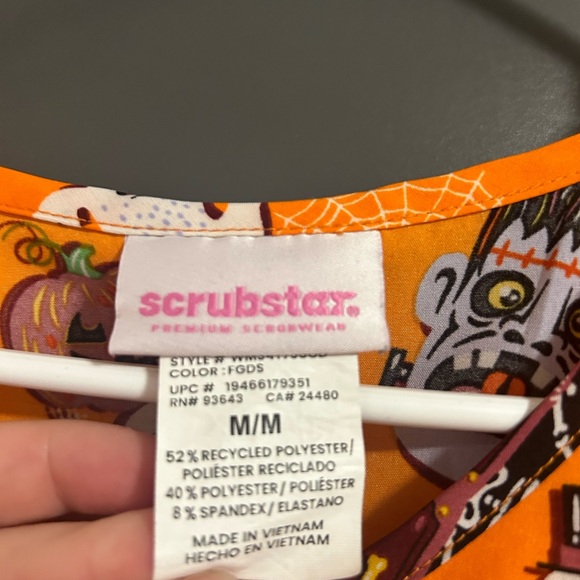 scrubstar.
PREMIUM SCRUBWEAR
STYLE #
COLOR : FGDS
UPC # 19466179351
RN# 93643 CA# 24480
M/M
52% RECYCLED POLYESTER/
POLIÉSTER RECICLADO
40% POLYESTER/ POLIÉSTER
8% SPANDEX/ ELASTANO
MADE IN VIETNAM
HECHO EN VIETNAM